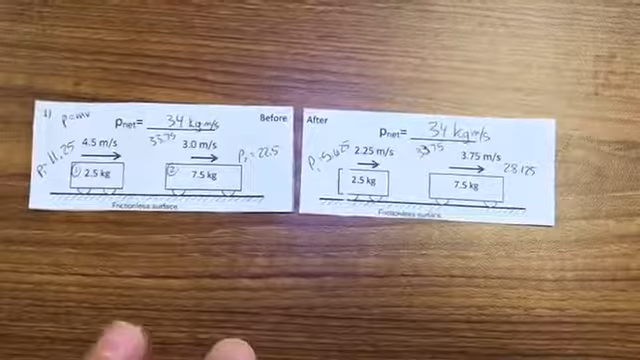 1) p=mv
pnet= 34 kg m/s
Before
33.75
4.5 m/s
3.0 m/s
P1: 11.25
P2: 22.5
① 2.5 kg
② 7.5 kg
Frictionless surface
After
pnet= 34 kg m/s
33.75
2.25 m/s
3.75 m/s
P1: 5.625
28.125
2.5 kg
7.5 kg
Frictionless surface